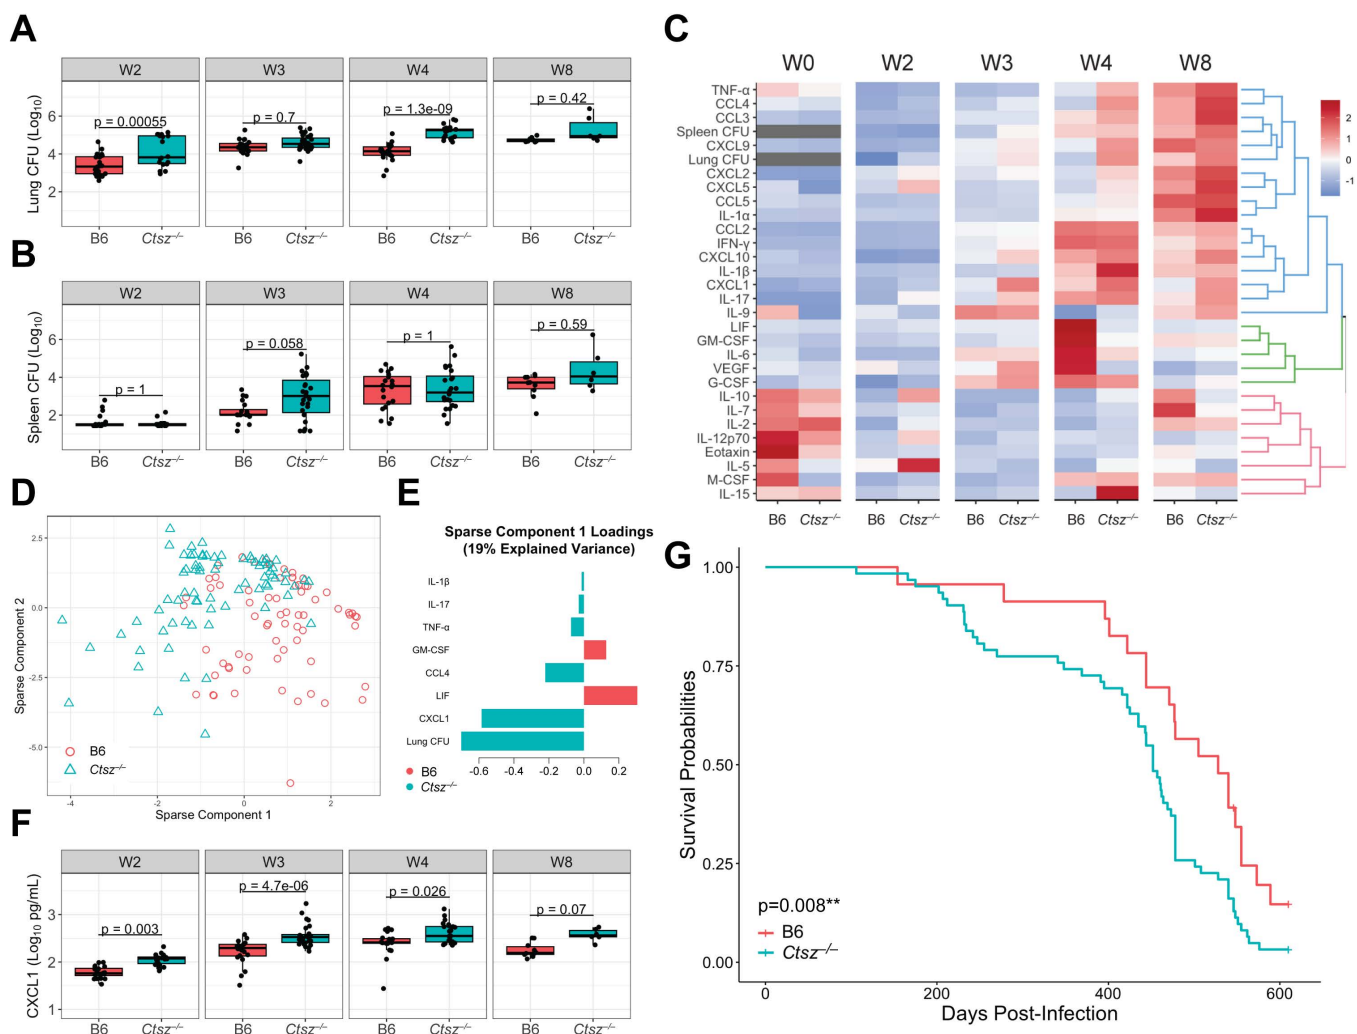 A
W2
W3
W4
W8
p = 0.00055
p = 0.7
p = 1.3e-09
p = 0.42
Lung CFU (Log10)
6
4
2
B6
Ctsz−/−
B6
Ctsz−/−
B6
Ctsz−/−
B6
Ctsz−/−
B
W2
W3
W4
W8
p = 1
p = 0.058
p = 1
p = 0.59
Spleen CFU (Log10)
6
4
2
B6
Ctsz−/−
B6
Ctsz−/−
B6
Ctsz−/−
B6
Ctsz−/−
C
W0
W2
W3
W4
W8
TNF-α
CCL4
CCL3
Spleen CFU
CXCL9
Lung CFU
CXCL2
CXCL5
CCL5
IL-1α
CCL2
IFN-γ
CXCL10
IL-1β
CXCL1
IL-17
IL-9
LIF
GM-CSF
IL-6
VEGF
G-CSF
IL-10
IL-7
IL-2
IL-12p70
Eotaxin
IL-5
M-CSF
IL-15
B6
Ctsz−/−
B6
Ctsz−/−
B6
Ctsz−/−
B6
Ctsz−/−
B6
Ctsz−/−
2
1
0
-1
D
Sparse Component 2
2.5
0.0
-2.5
-5.0
B6
Ctsz−/−
-4
-2
0
2
Sparse Component 1
E
Sparse Component 1 Loadings
(19% Explained Variance)
IL-1β
IL-17
TNF-α
GM-CSF
CCL4
LIF
CXCL1
Lung CFU
B6
Ctsz−/−
-0.6
-0.4
-0.2
0.0
0.2
F
W2
W3
W4
W8
p = 0.003
p = 4.7e-06
p = 0.026
p = 0.07
CXCL1 (Log10 pg/mL)
3
2
1
B6
Ctsz−/−
B6
Ctsz−/−
B6
Ctsz−/−
B6
Ctsz−/−
G
Survival Probabilities
1.00
0.75
0.50
0.25
0.00
p=0.008**
B6
Ctsz−/−
0
200
400
600
Days Post-Infection